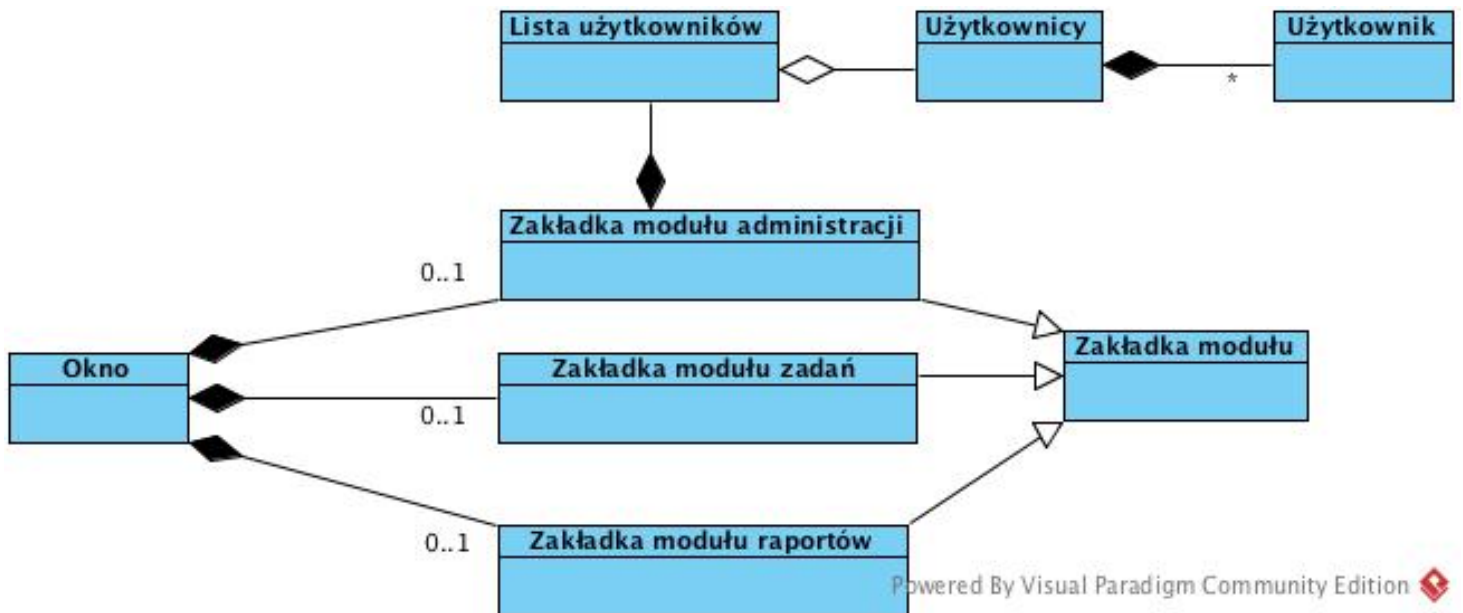 Lista użytkowników
Użytkownicy
Użytkownik
*
Zakładka modułu administracji
0..1
Zakładka modułu
Okno
Zakładka modułu zadań
0..1
Zakładka modułu raportów
0..1
Powered By Visual Paradigm Community Edition